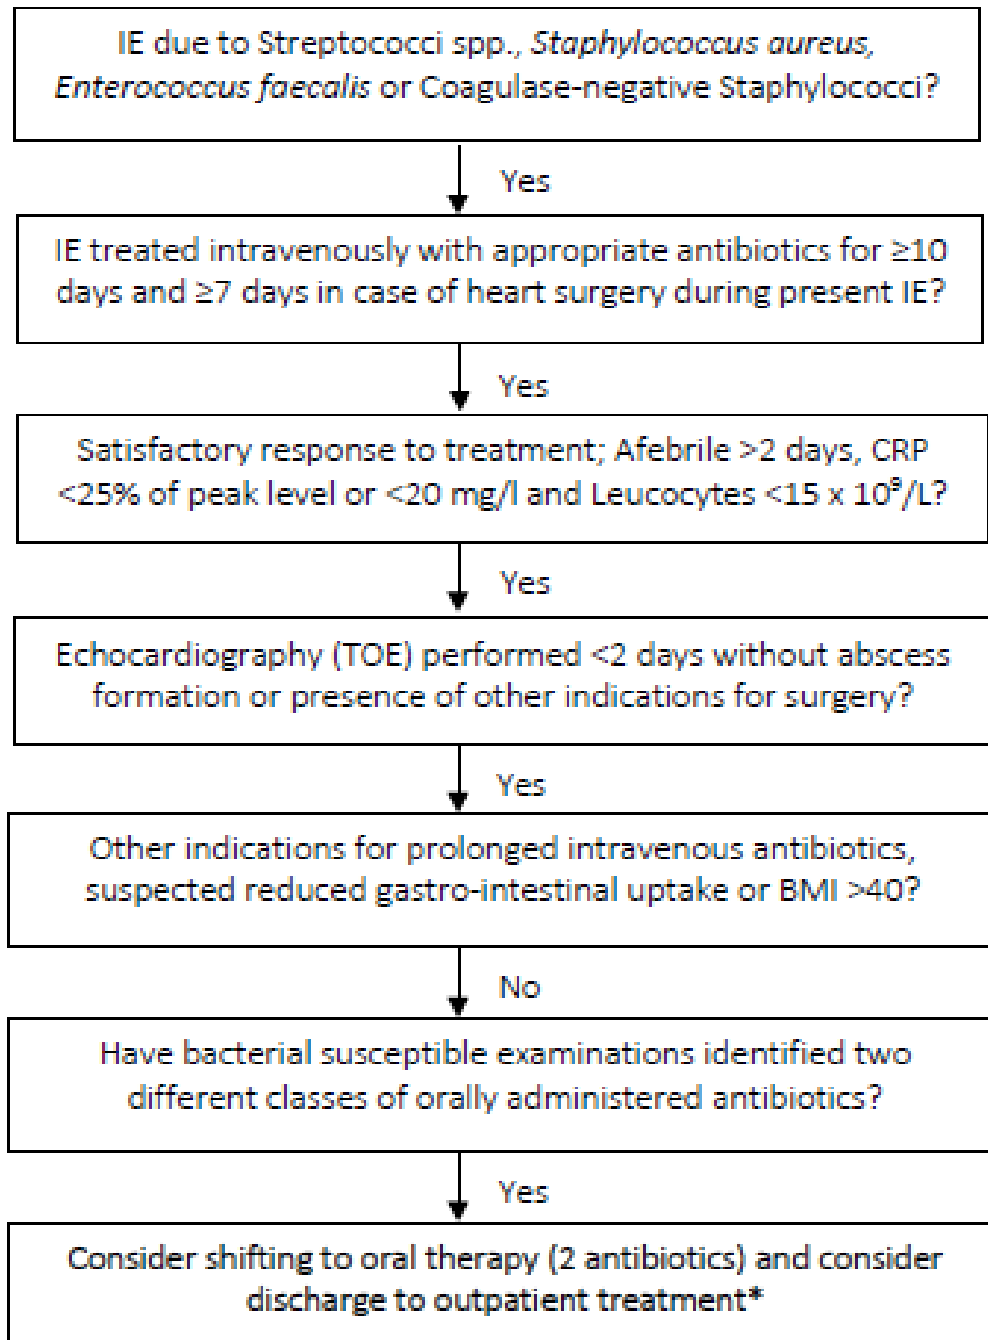 IE due to Streptococci spp., Staphylococcus aureus,
Enterococcus faecalis or Coagulase-negative Staphylococci?
Yes
IE treated intravenously with appropriate antibiotics for ≥10
days and ≥7 days in case of heart surgery during present IE?
Yes
Satisfactory response to treatment; Afebrile >2 days, CRP
<25% of peak level or <20 mg/l and Leucocytes <15 x 10⁹/L?
Yes
Echocardiography (TOE) performed <2 days without abscess
formation or presence of other indications for surgery?
Yes
Other indications for prolonged intravenous antibiotics,
suspected reduced gastro-intestinal uptake or BMI >40?
No
Have bacterial susceptible examinations identified two
different classes of orally administered antibiotics?
Yes
Consider shifting to oral therapy (2 antibiotics) and consider
discharge to outpatient treatment*